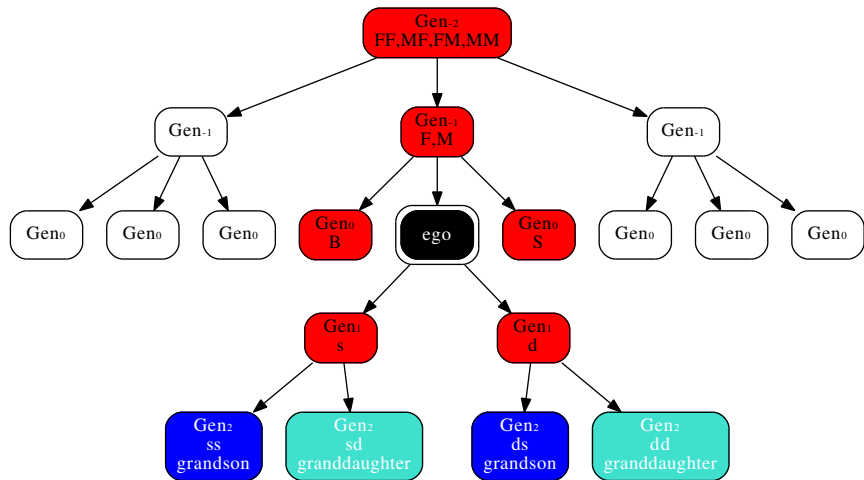 Gen₋₂
FF,MF,FM,MM
Gen₋₁
Gen₋₁
F,M
Gen₋₁
Gen₀
Gen₀
Gen₀
Gen₀
B
ego
Gen₀
S
Gen₀
Gen₀
Gen₀
Gen₁
s
Gen₁
d
Gen₂
ss
grandson
Gen₂
sd
granddaughter
Gen₂
ds
grandson
Gen₂
dd
granddaughter